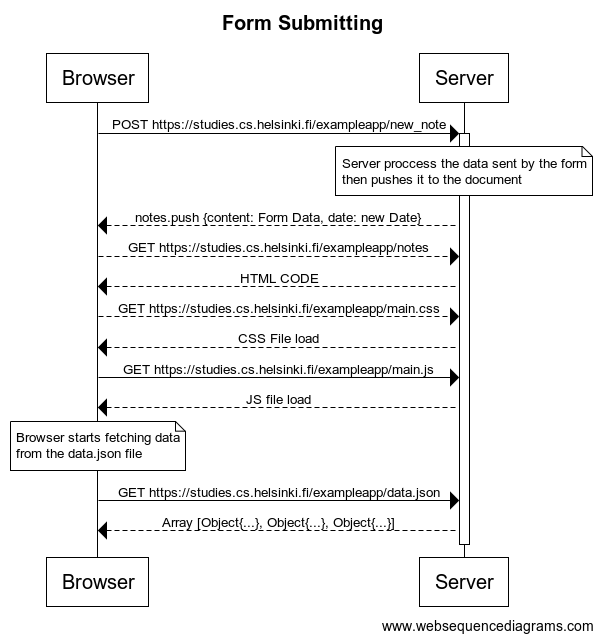 Form Submitting
Browser
Server
POST https://studies.cs.helsinki.fi/exampleapp/new_note
Server proccess the data sent by the form
then pushes it to the document
notes.push {content: Form Data, date: new Date}
GET https://studies.cs.helsinki.fi/exampleapp/notes
HTML CODE
GET https://studies.cs.helsinki.fi/exampleapp/main.css
CSS File load
GET https://studies.cs.helsinki.fi/exampleapp/main.js
JS file load
Browser starts fetching data
from the data.json file
GET https://studies.cs.helsinki.fi/exampleapp/data.json
Array [Object{...}, Object{...}, Object{...}]
Browser
Server
www.websequencediagrams.com